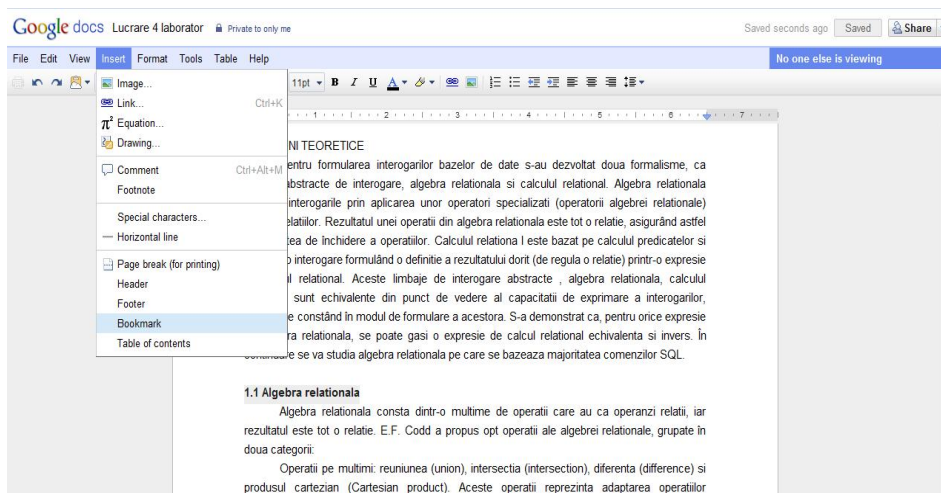 Google docs Lucrare 4 laborator Private to only me Saved seconds ago Saved Share
File Edit View Insert Format Tools Table Help No one else is viewing
11pt B I U A
Image...
Link... Ctrl+K
π² Equation...
Drawing...
Comment Ctrl+Alt+M
Footnote
Special characters...
Horizontal line
Page break (for printing)
Header
Footer
Bookmark
Table of contents
1 2 3 4 5 6 7
NI TEORETICE
entru formularea interogarilor bazelor de date s-au dezvoltat doua formalisme, ca
abstracte de interogare, algebra relationala si calculul relational. Algebra relationala
interogarile prin aplicarea unor operatori specializati (operatorii algebrei relationale)
elatiilor. Rezultatul unei operatii din algebra relationala este tot o relatie, asigurând astfel
tea de închidere a operatiilor. Calculul relationa l este bazat pe calculul predicatelor si
o interogare formulând o definitie a rezultatului dorit (de regula o relatie) printr-o expresie
l relational. Aceste limbaje de interogare abstracte , algebra relationala, calculul
sunt echivalente din punct de vedere al capacitatii de exprimare a interogarilor,
e constând în modul de formulare a acestora. S-a demonstrat ca, pentru orice expresie
ra relationala, se poate gasi o expresie de calcul relational echivalenta si invers. În
continuare se va studia algebra relationala pe care se bazeaza majoritatea comenzilor SQL.
1.1 Algebra relationala
Algebra relationala consta dintr-o multime de operatii care au ca operanzi relatii, iar
rezultatul este tot o relatie. E.F. Codd a propus opt operatii ale algebrei relationale, grupate în
doua categorii:
Operatii pe multimi: reuniunea (union), intersectia (intersection), diferenta (difference) si
produsul cartezian (Cartesian product). Aceste operatii reprezinta adaptarea operatiilor